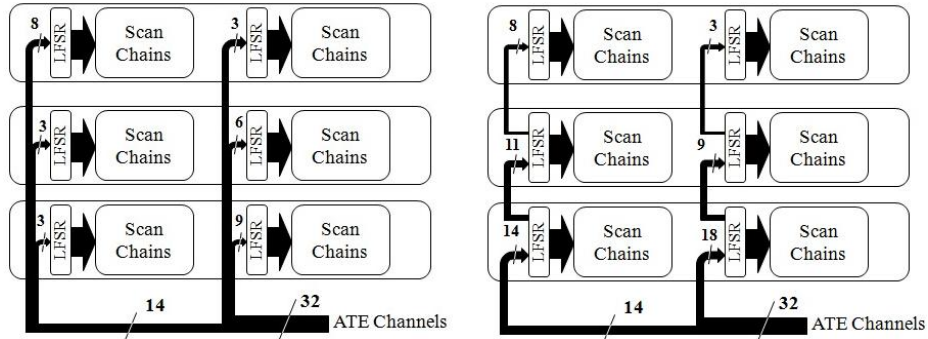 8
LFSR
Scan
Chains
3
LFSR
Scan
Chains
3
LFSR
Scan
Chains
6
LFSR
Scan
Chains
3
LFSR
Scan
Chains
9
LFSR
Scan
Chains
14
32
ATE Channels
8
LFSR
Scan
Chains
3
LFSR
Scan
Chains
11
LFSR
Scan
Chains
9
LFSR
Scan
Chains
14
LFSR
Scan
Chains
18
LFSR
Scan
Chains
14
32
ATE Channels